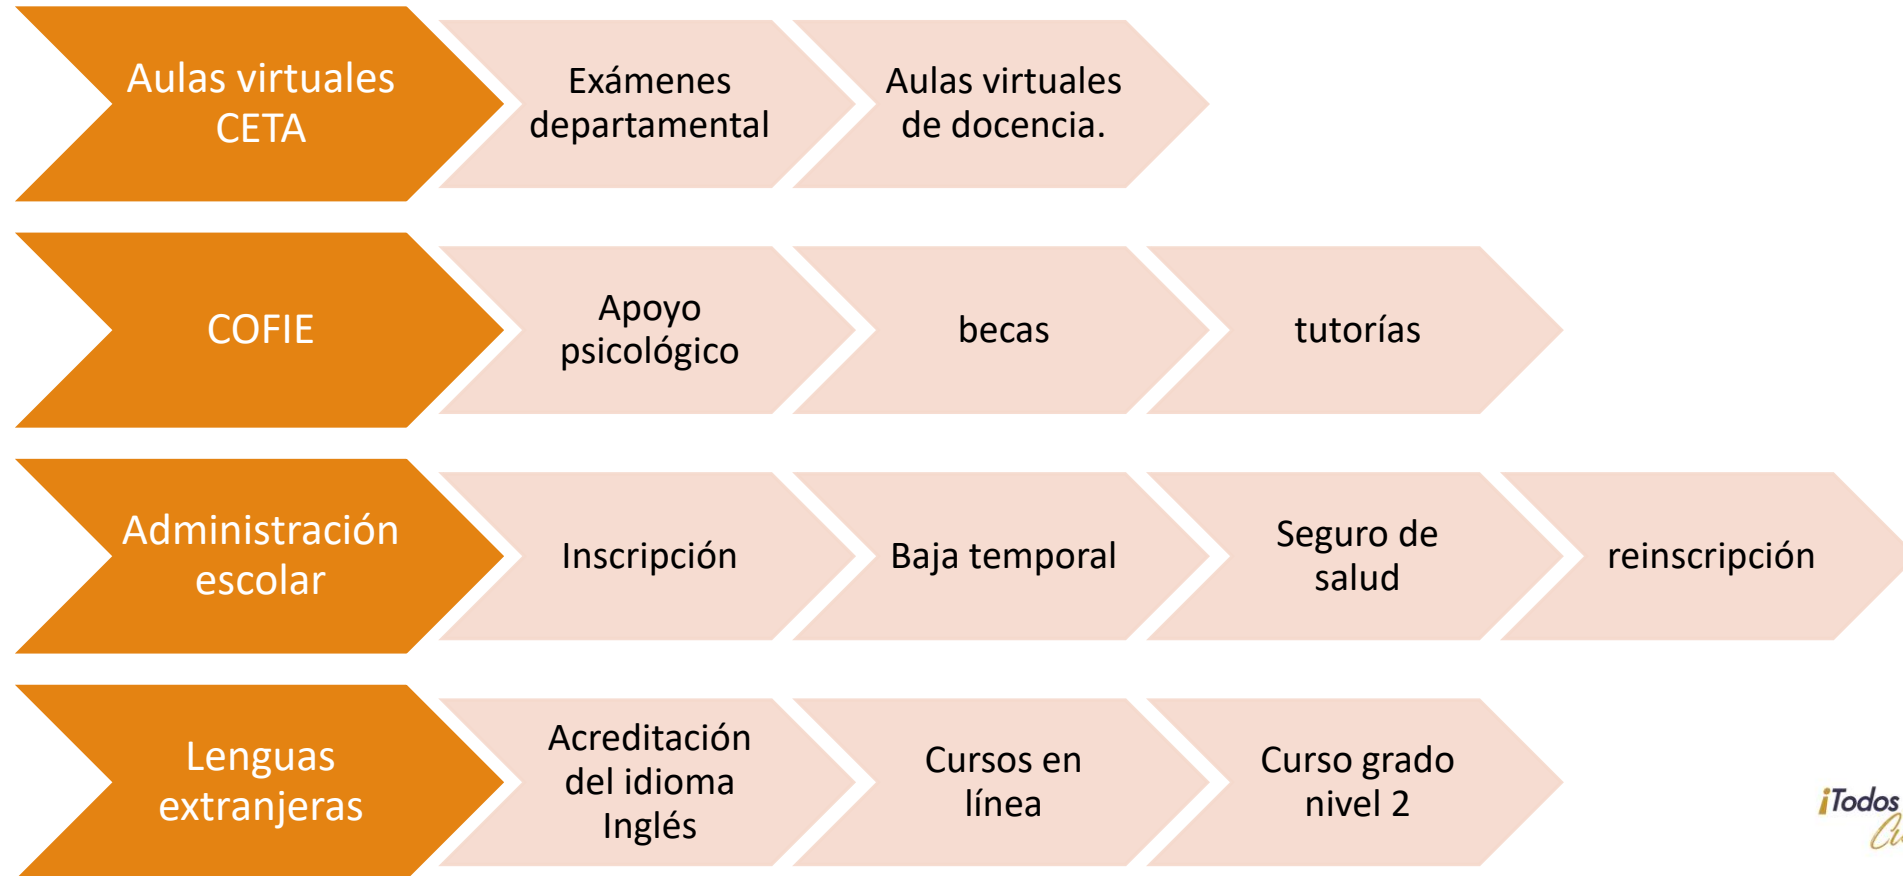 Aulas virtuales
CETA
Exámenes
departamental
Aulas virtuales
de docencia.
COFIE
Apoyo
psicológico
becas
tutorías
Administración
escolar
Inscripción
Baja temporal
Seguro de
salud
reinscripción
Lenguas
extranjeras
Acreditación
del idioma
Inglés
Cursos en
línea
Curso grado
nivel 2
¡Todos